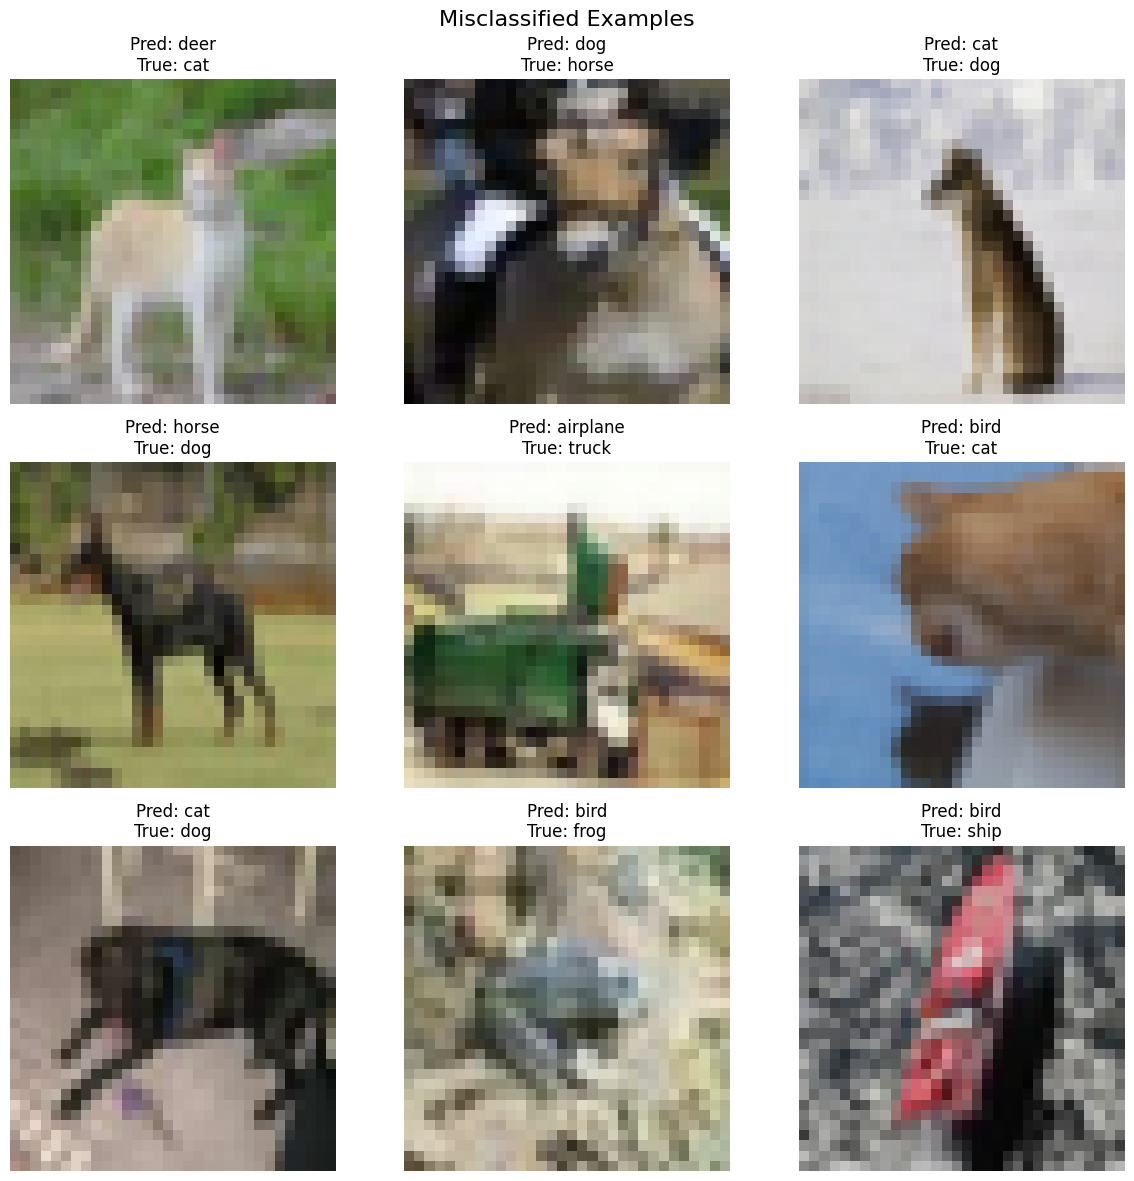 Misclassified Examples
Pred: deer
True: cat
Pred: dog
True: horse
Pred: cat
True: dog
Pred: horse
True: dog
Pred: airplane
True: truck
Pred: bird
True: cat
Pred: cat
True: dog
Pred: bird
True: frog
Pred: bird
True: ship